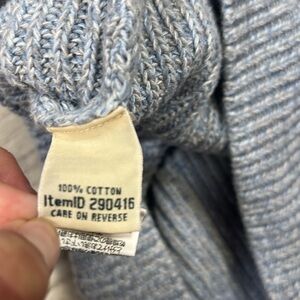 100% COTTON
ItemID 290416
CARE ON REVERSE